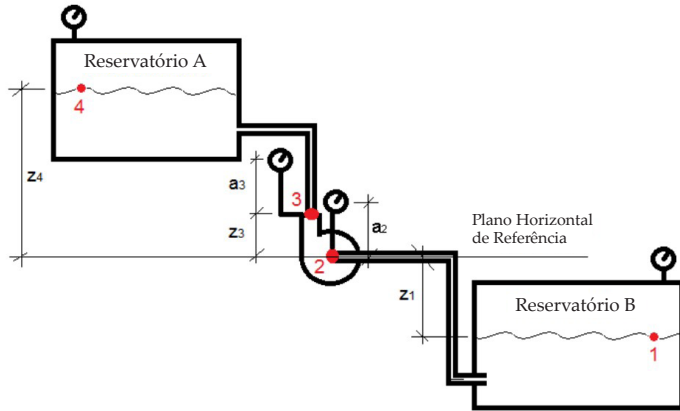 Reservatório A
4
z4
a3
3
z3
a2
2
Plano Horizontal
de Referência
z1
Reservatório B
1